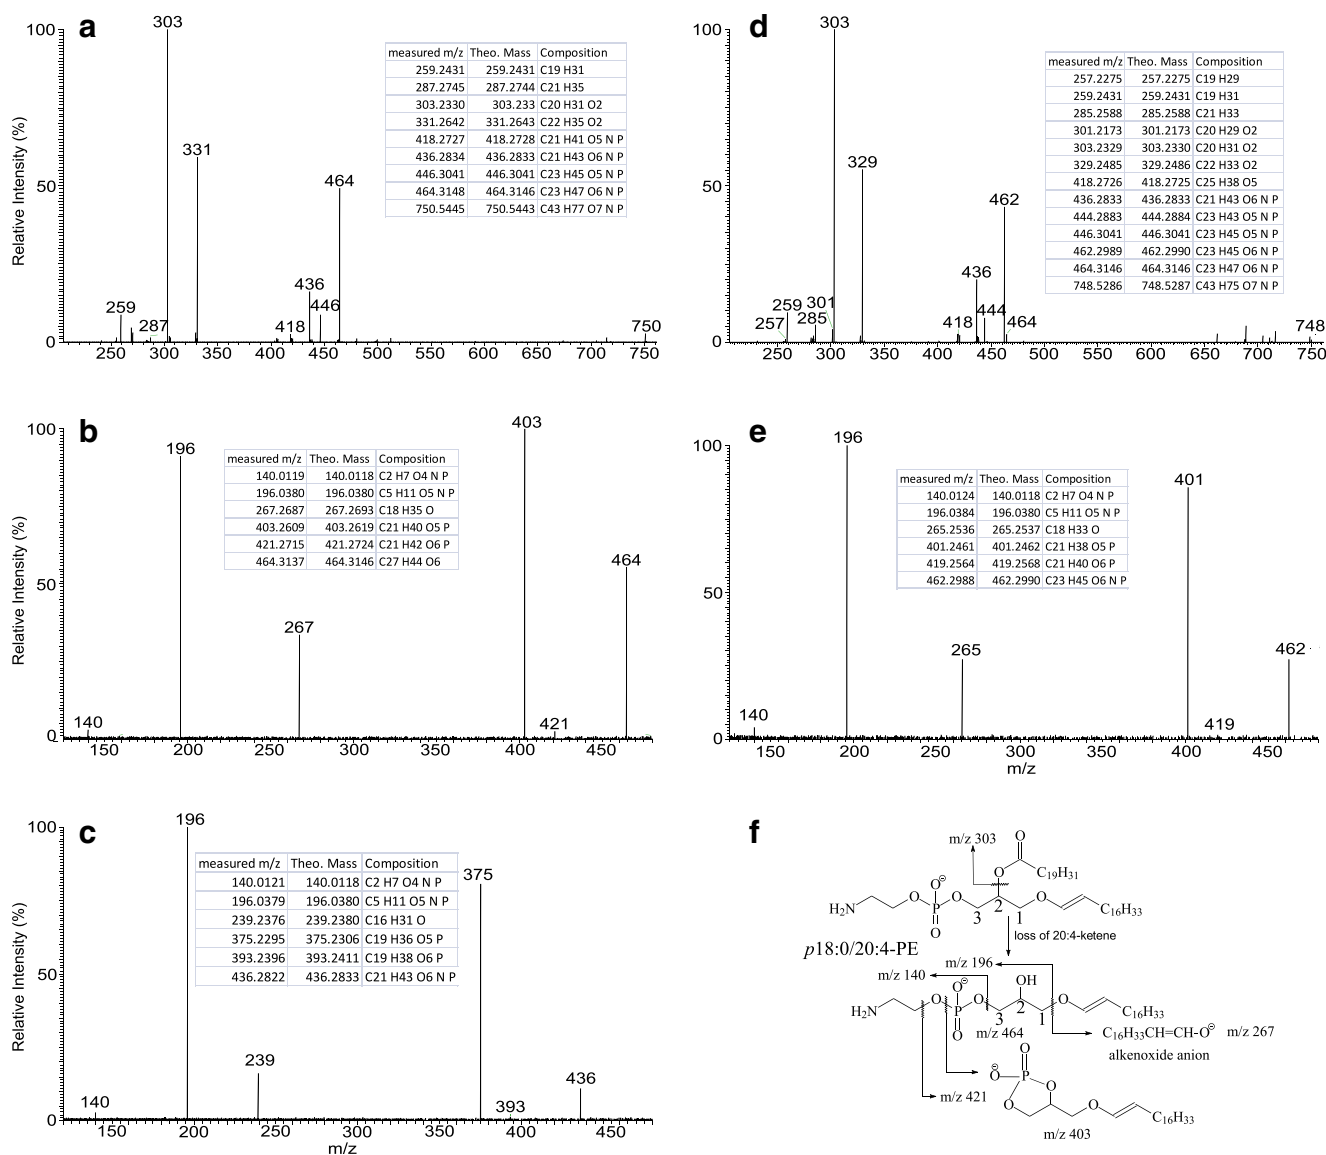 a
Relative Intensity (%)
100
50
0
303
331
464
436
446
418
259
287
750
250 300 350 400 450 500 550 600 650 700 750
measured m/z Theo. Mass Composition
259.2431 259.2431 C19 H31
287.2745 287.2744 C21 H35
303.2330 303.233 C20 H31 O2
331.2642 331.2643 C22 H35 O2
418.2727 418.2728 C21 H41 O5 N P
436.2834 436.2833 C21 H43 O6 N P
446.3041 446.3041 C23 H45 O5 N P
464.3148 464.3146 C23 H47 O6 N P
750.5445 750.5443 C43 H77 O7 N P
d
100
50
0
303
329
462
436
444
418
464
259
301
257
285
748
250 300 350 400 450 500 550 600 650 700 750
measured m/z Theo. Mass Composition
257.2275 257.2275 C19 H29
259.2431 259.2431 C19 H31
285.2588 285.2588 C21 H33
301.2173 301.2173 C20 H29 O2
303.2329 303.2330 C20 H31 O2
329.2485 329.2486 C22 H33 O2
418.2726 418.2725 C25 H38 O5
436.2833 436.2833 C21 H43 O6 N P
444.2883 444.2884 C23 H43 O5 N P
446.3041 446.3041 C23 H45 O5 N P
462.2989 462.2990 C23 H45 O6 N P
464.3146 464.3146 C23 H47 O6 N P
748.5286 748.5287 C43 H75 O7 N P
b
Relative Intensity (%)
100
50
0
140
196
267
403
421
464
150 200 250 300 350 400 450
measured m/z Theo. Mass Composition
140.0119 140.0118 C2 H7 O4 N P
196.0380 196.0380 C5 H11 O5 N P
267.2687 267.2693 C18 H35 O
403.2609 403.2619 C21 H40 O5 P
421.2715 421.2724 C21 H42 O6 P
464.3137 464.3146 C27 H44 O6
e
100
50
0
140
196
265
401
419
462
150 200 250 300 350 400 450
m/z
measured m/z Theo. Mass Composition
140.0124 140.0118 C2 H7 O4 N P
196.0384 196.0380 C5 H11 O5 N P
265.2536 265.2537 C18 H33 O
401.2461 401.2462 C21 H38 O5 P
419.2564 419.2568 C21 H40 O6 P
462.2988 462.2990 C23 H45 O6 N P
c
Relative Intensity (%)
100
50
0
140
196
239
375
393
436
150 200 250 300 350 400 450
m/z
measured m/z Theo. Mass Composition
140.0121 140.0118 C2 H7 O4 N P
196.0379 196.0380 C5 H11 O5 N P
239.2376 239.2380 C16 H31 O
375.2295 375.2306 C19 H36 O5 P
393.2396 393.2411 C19 H38 O6 P
436.2822 436.2833 C21 H43 O6 N P
f
m/z 303
O
O C19H31
O⊖
H2N O P O 3 2 1 O C16H33
O
p18:0/20:4-PE
loss of 20:4-ketene
m/z 196
m/z 140
O⊖ OH
H2N O P O 3 2 1 O C16H33
O
m/z 464
C16H33CH=CH-O⊖ m/z 267
alkenoxide anion
O
⊖O P O
O O C16H33
m/z 421
m/z 403